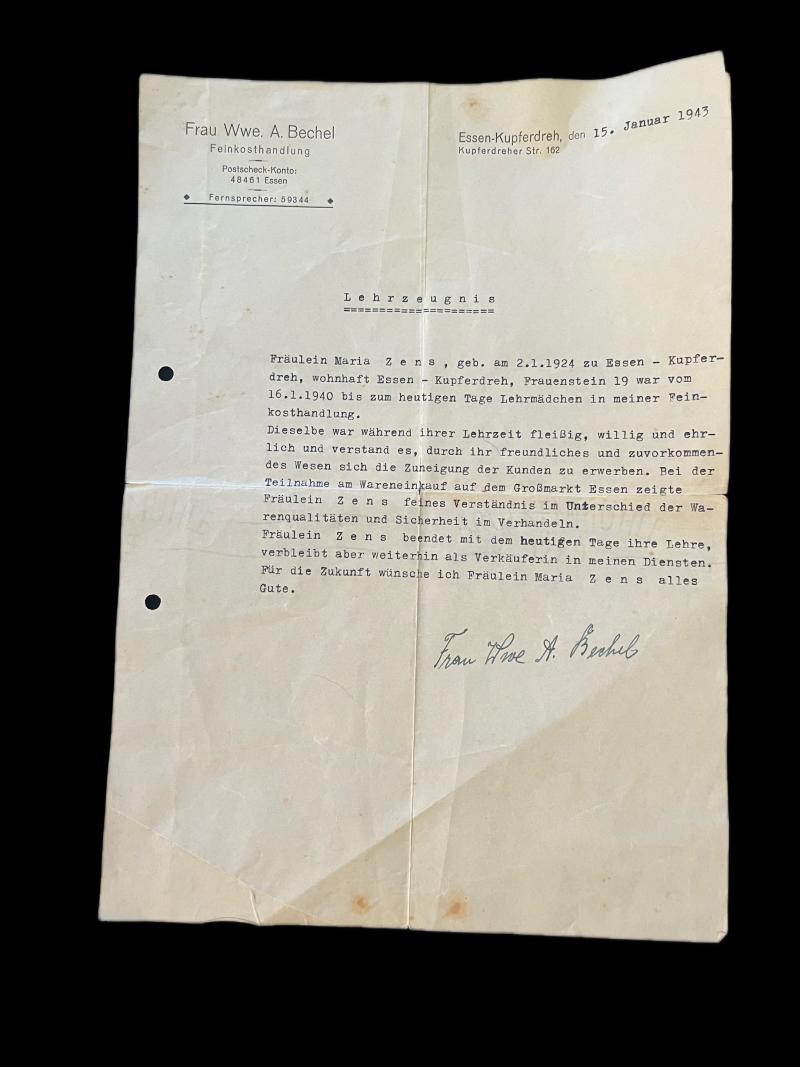 Frau Wwe. A. Bechel
Feinkosthandlung
Postscheck-Konto:
48461 Essen
Fernsprecher: 59344
Essen-Kupferdreh, den 15. Januar 1943
Kupferdreher Str. 162
L e h r z e u g n i s
=====================
Fräulein Maria Z e n s , geb. am 2.1.1924 zu Essen - Kupfer-
dreh, wohnhaft Essen - Kupferdreh, Frauenstein 19 war vom
16.1.1940 bis zum heutigen Tage Lehrmädchen in meiner Fein-
kosthandlung.
Dieselbe war während ihrer Lehrzeit fleißig, willig und ehr-
lich und verstand es, durch ihr freundliches und zuvorkommen-
des Wesen sich die Zuneigung der Kunden zu erwerben. Bei der
Teilnahme am Wareneinkauf auf dem Großmarkt Essen zeigte
Fräulein Z e n s feines Verständnis im Unterschied der Wa-
renqualitäten und Sicherheit im Verhandeln.
Fräulein Z e n s beendet mit dem heutigen Tage ihre Lehre,
verbleibt aber weiterhin als Verkäuferin in meinen Diensten.
Für die Zukunft wünsche ich Fräulein Maria Z e n s alles
Gute.
Frau Wwe A. Bechel